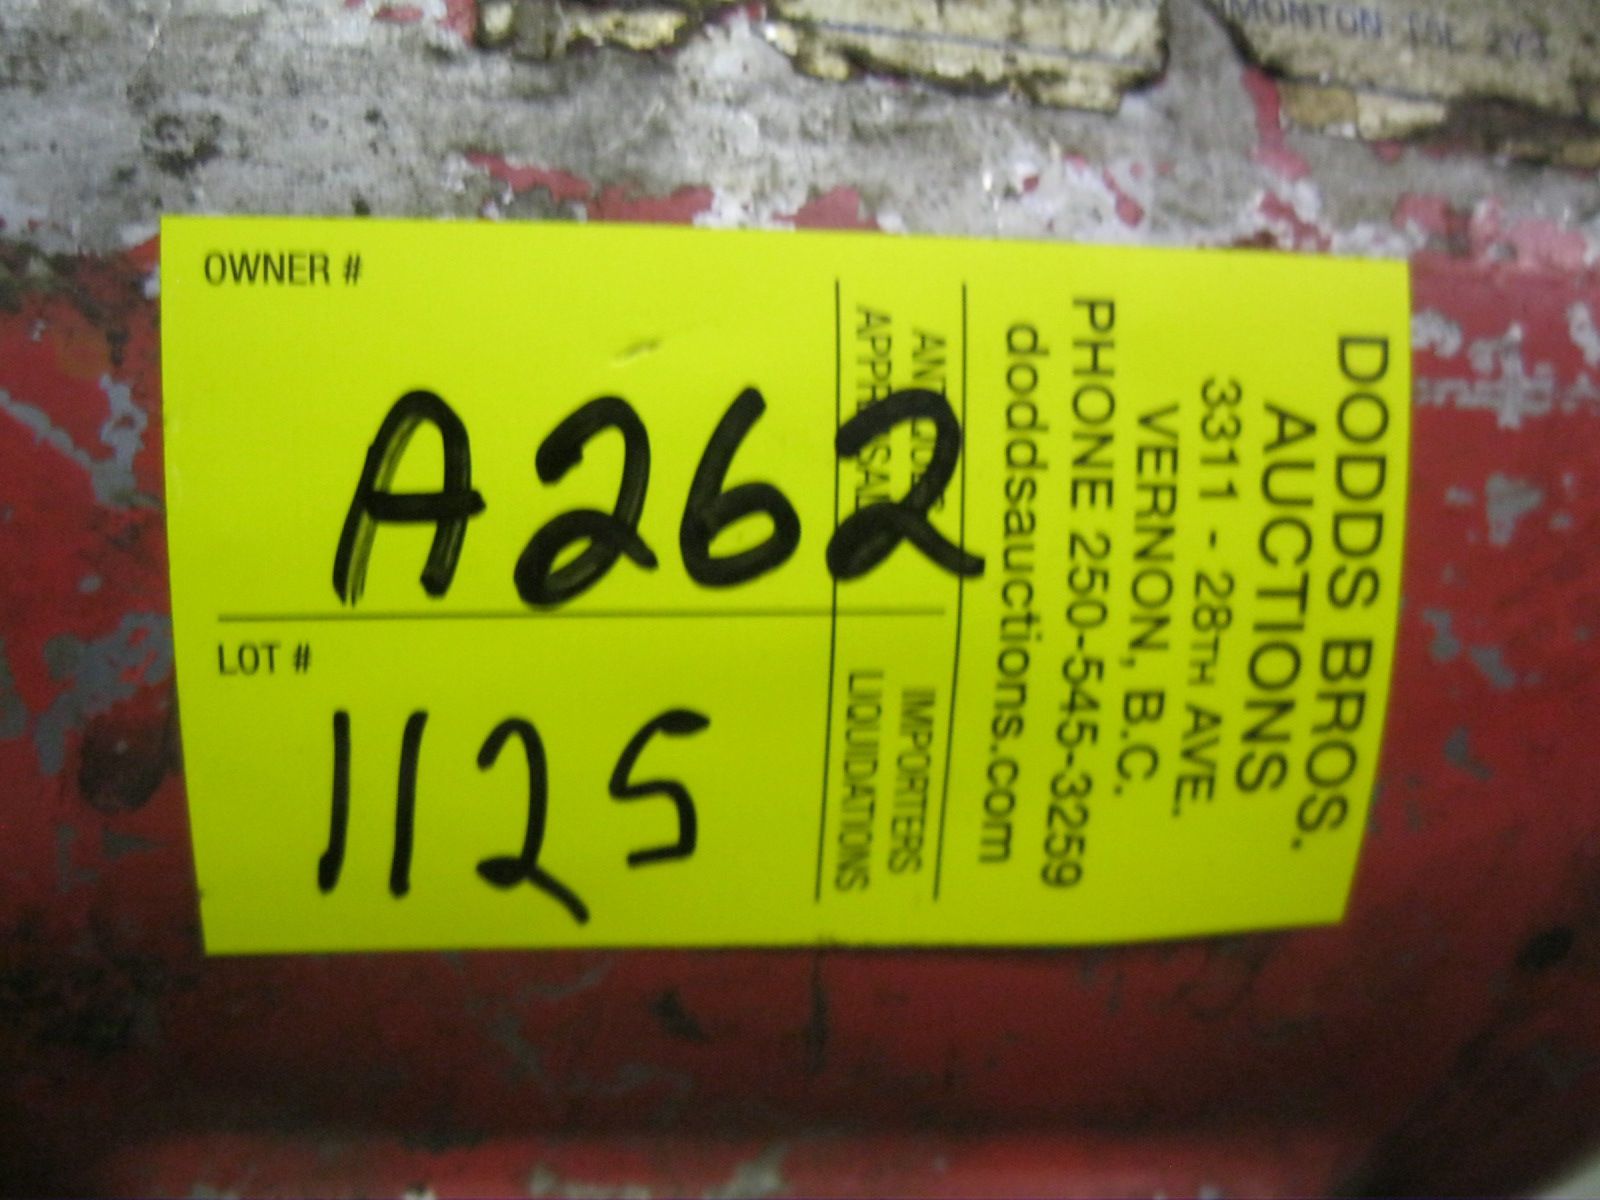 OWNER #
A262
LOT #
1125
DODDS BROS.
AUCTIONS
3311 - 28TH AVE.
VERNON, B.C.
PHONE 250-545-3259
doddsauctions.com
IMPORTERS
LIQUIDATIONS